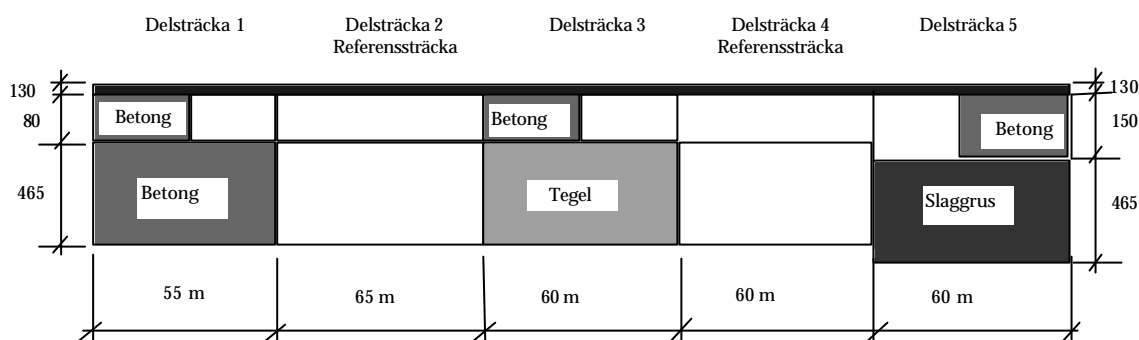 Delsträcka 1
Delsträcka 2
Referenssträcka
Delsträcka 3
Delsträcka 4
Referenssträcka
Delsträcka 5
130
80
465
Betong
Betong
Betong
Tegel
Betong
Slaggrus
130
150
465
55 m
65 m
60 m
60 m
60 m